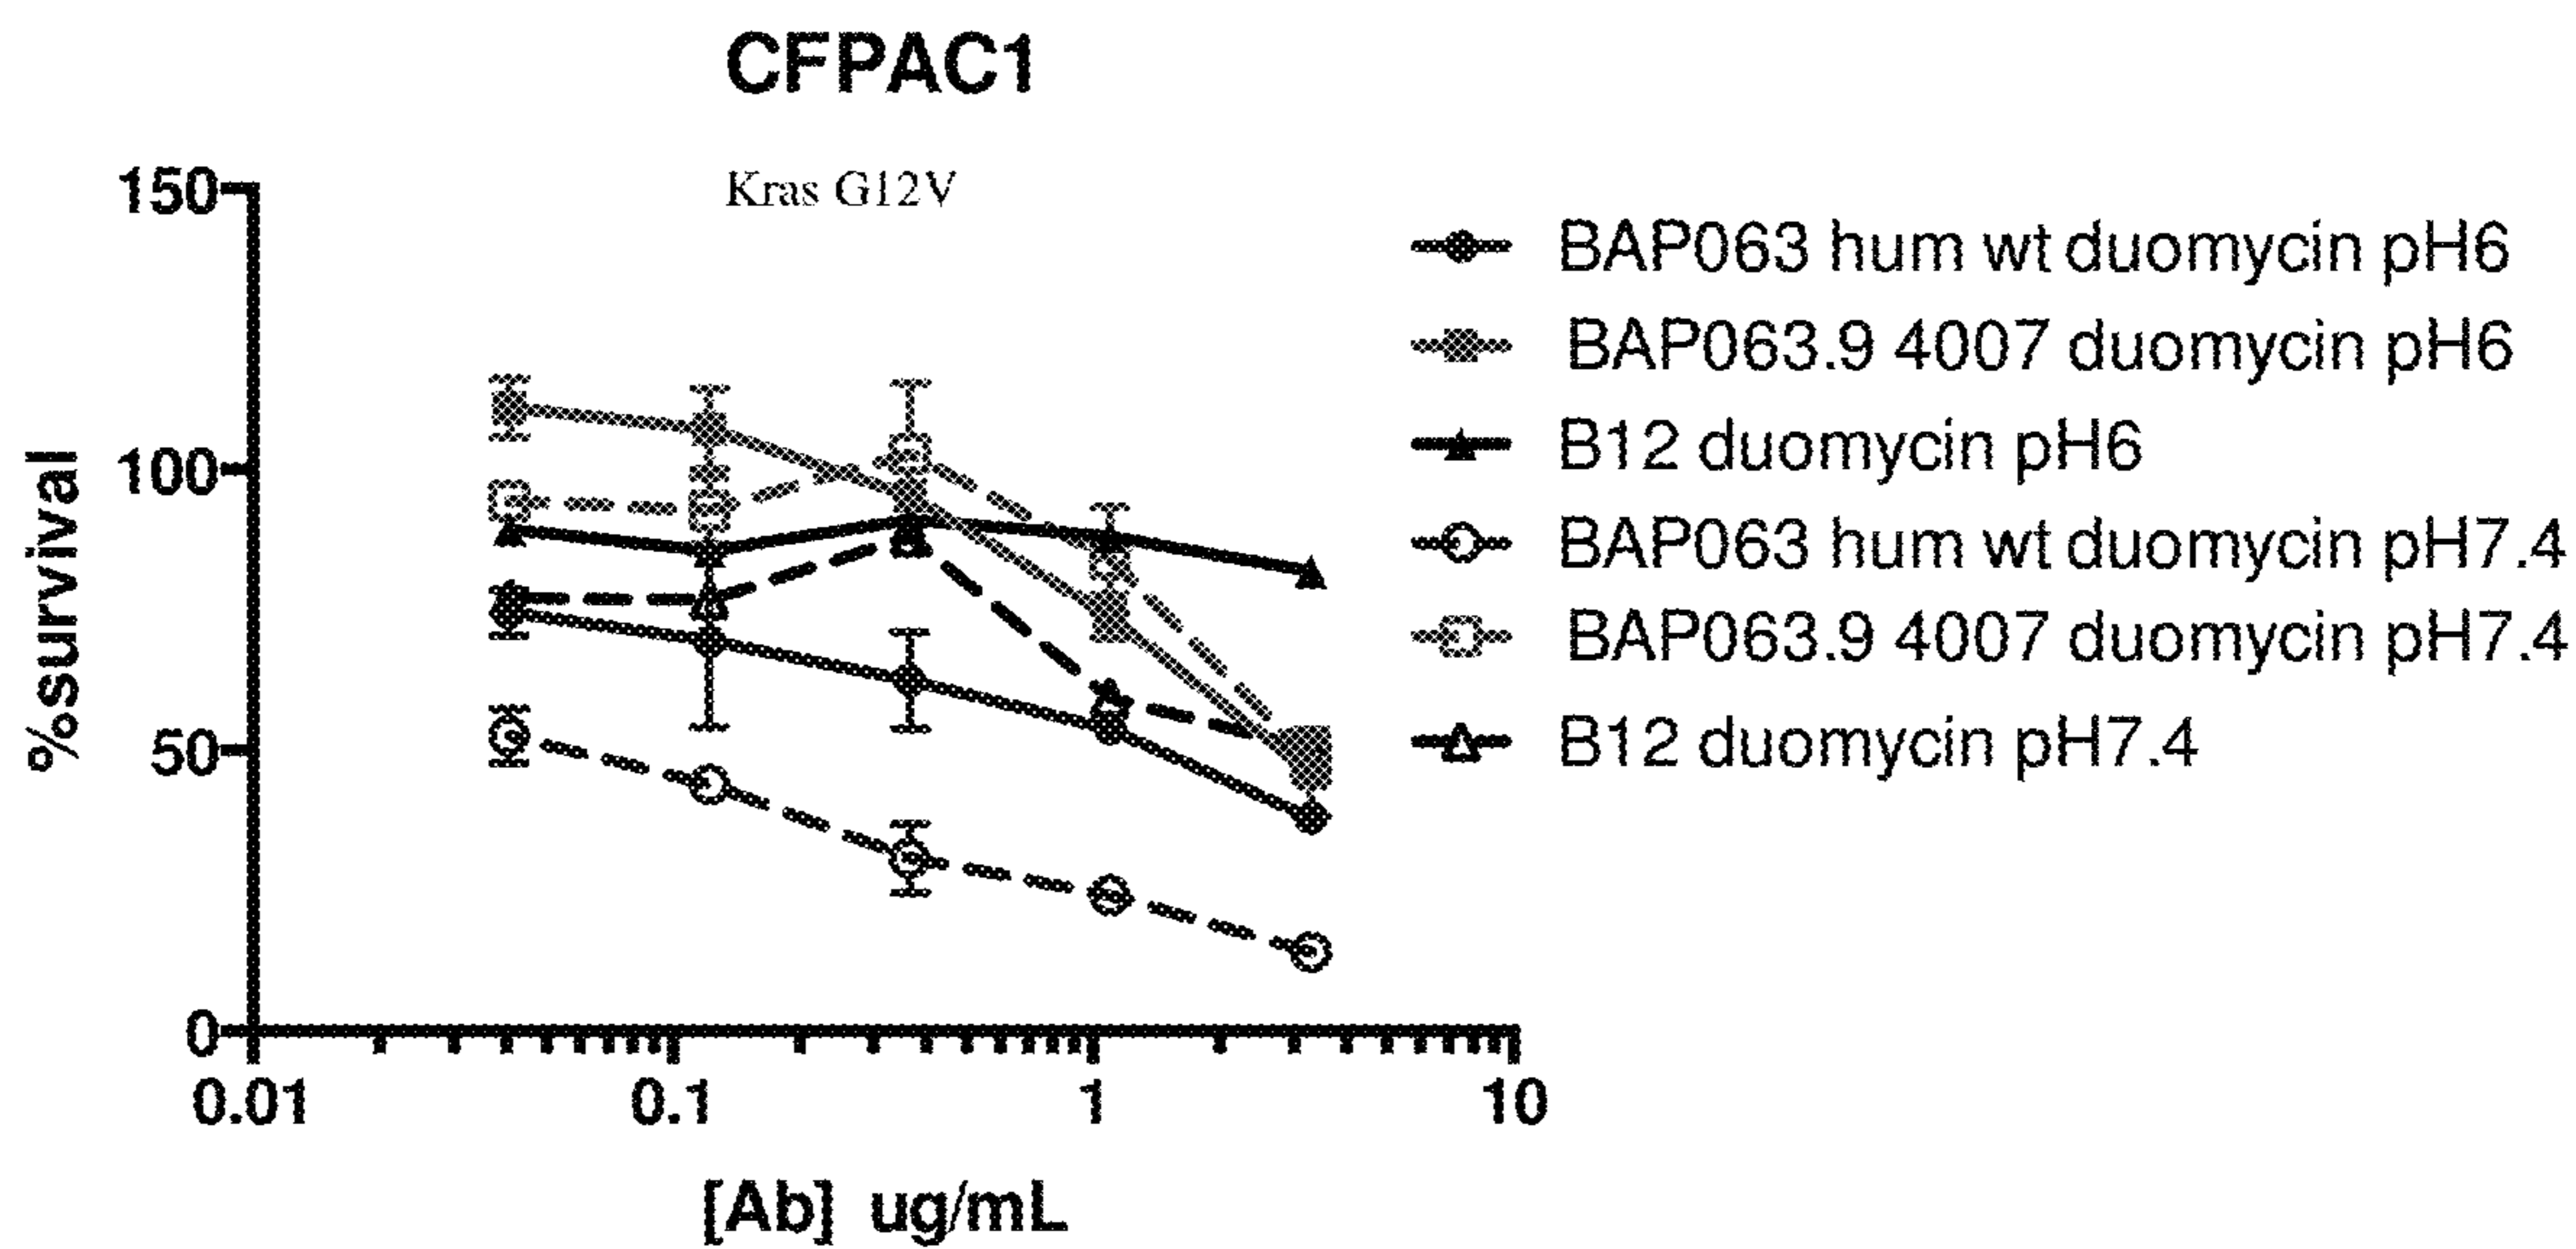 CFPAC1
Kras G12V
150
100
50
0
%survival
0.01
0.1
1
10
[Ab] ug/mL
BAP063 hum wt duomycin pH6
BAP063.9 4007 duomycin pH6
B12 duomycin pH6
BAP063 hum wt duomycin pH7.4
BAP063.9 4007 duomycin pH7.4
B12 duomycin pH7.4